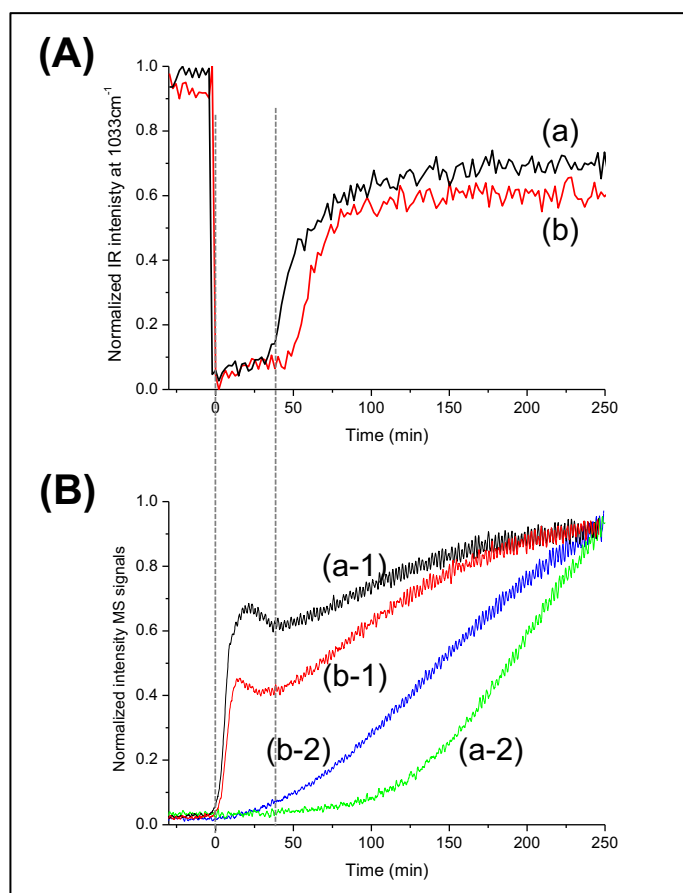 (A)
Normalized IR intenisty at 1033cm⁻¹
1.0
0.8
0.6
0.4
0.2
0.0
(a)
(b)
0 50 100 150 200 250
Time (min)
(B)
Normalized intensity MS signals
1.0
0.8
0.6
0.4
0.2
0.0
(a-1)
(b-1)
(b-2)
(a-2)
0 50 100 150 200 250
Time (min)